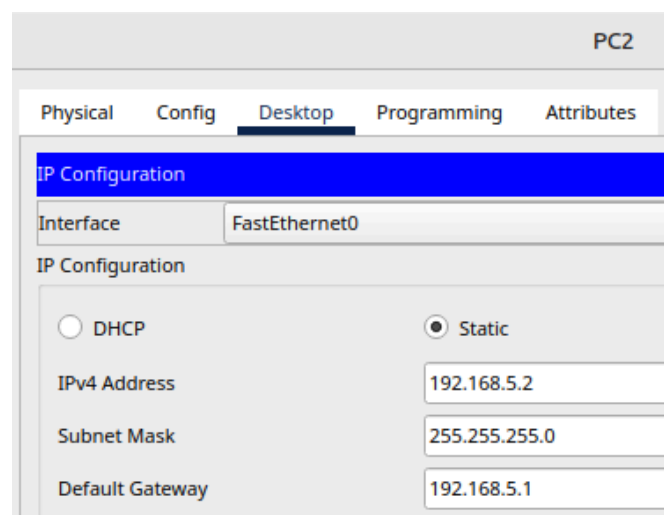 PC2
Physical Config Desktop Programming Attributes
IP Configuration
Interface FastEthernet0
IP Configuration
DHCP Static
IPv4 Address 192.168.5.2
Subnet Mask 255.255.255.0
Default Gateway 192.168.5.1